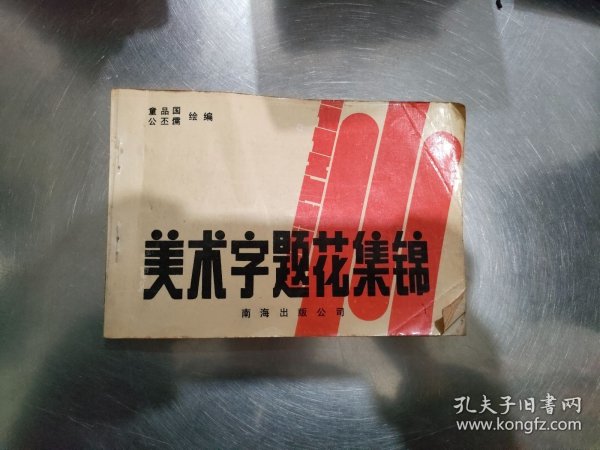 童品国
公丕儒 绘编
美术字题花集锦
南海出版公司
孔夫子旧书网
www.kongfz.com